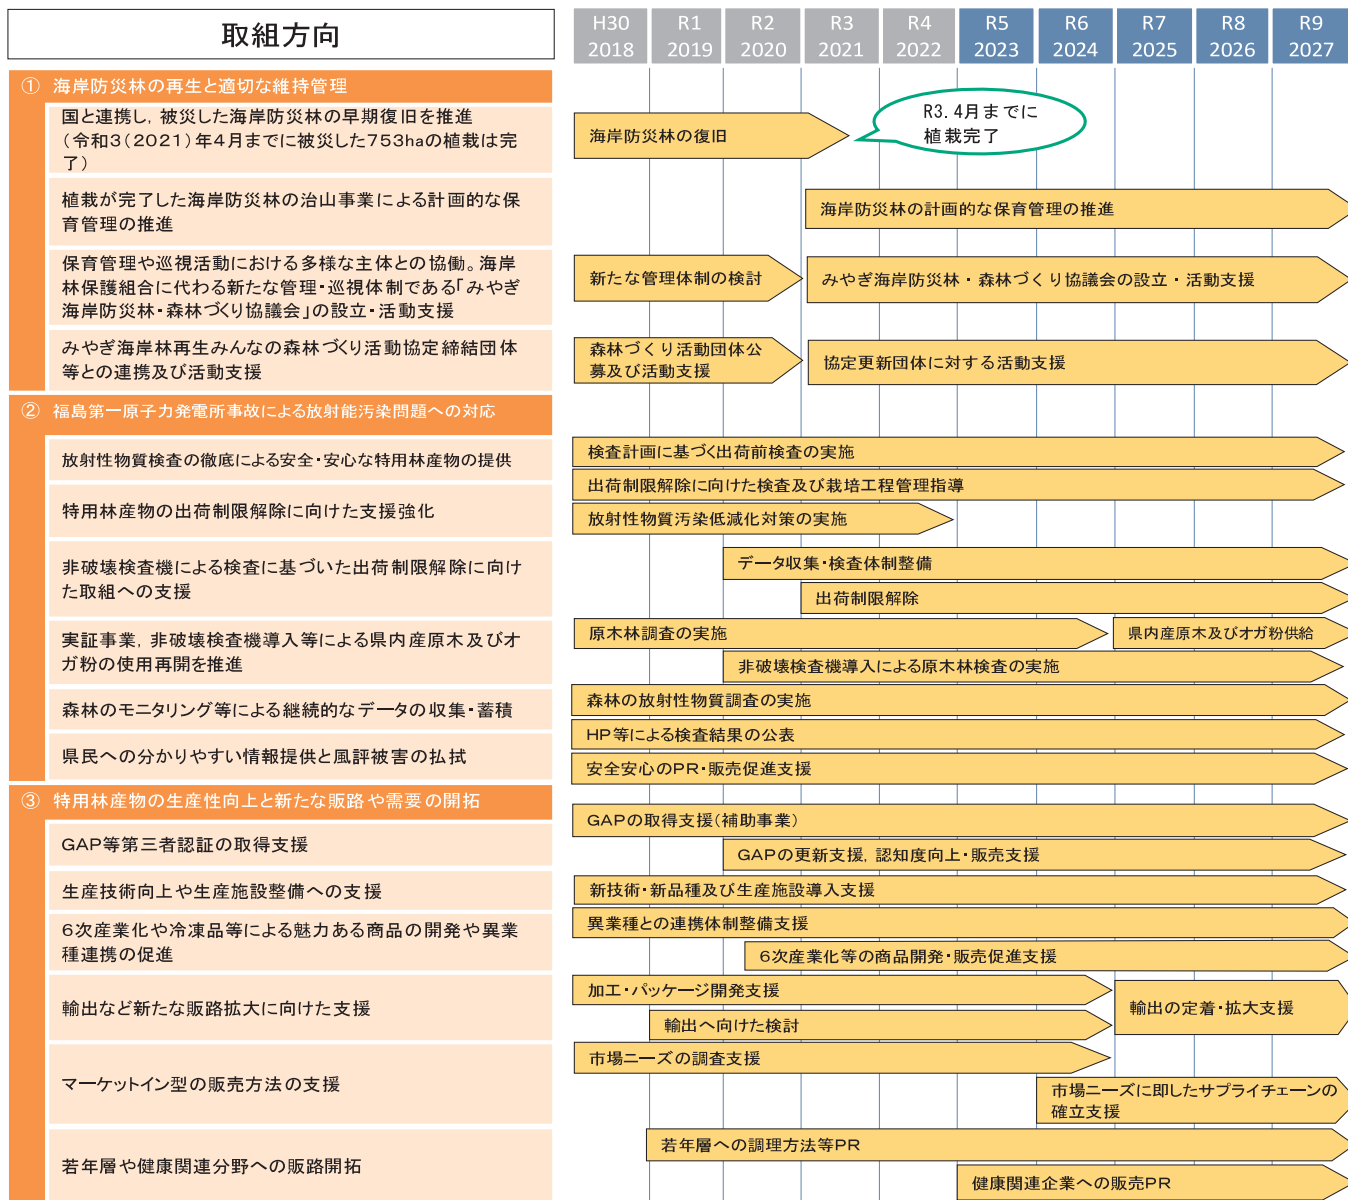 取組方向
H30 R1 R2 R3 R4 R5 R6 R7 R8 R9
2018 2019 2020 2021 2022 2023 2024 2025 2026 2027
① 海岸防災林の再生と適切な維持管理
国と連携し，被災した海岸防災林の早期復旧を推進
（令和3（2021）年4月までに被災した753haの植栽は完
了）
海岸防災林の復旧
R3.4月までに
植栽完了
植栽が完了した海岸防災林の治山事業による計画的な保
育管理の推進
海岸防災林の計画的な保育管理の推進
保育管理や巡視活動における多様な主体との協働。海岸
林保護組合に代わる新たな管理・巡視体制である「みやぎ
海岸防災林・森林づくり協議会」の設立・活動支援
新たな管理体制の検討
みやぎ海岸防災林・森林づくり協議会の設立・活動支援
みやぎ海岸林再生みんなの森林づくり活動協定締結団体
等との連携及び活動支援
森林づくり活動団体公
募及び活動支援
協定更新団体に対する活動支援
② 福島第一原子力発電所事故による放射能汚染問題への対応
放射性物質検査の徹底による安全・安心な特用林産物の提供
検査計画に基づく出荷前検査の実施
特用林産物の出荷制限解除に向けた支援強化
出荷制限解除に向けた検査及び栽培工程管理指導
放射性物質汚染低減化対策の実施
非破壊検査機による検査に基づいた出荷制限解除に向け
た取組への支援
データ収集・検査体制整備
出荷制限解除
実証事業，非破壊検査機導入等による県内産原木及びオ
ガ粉の使用再開を推進
原木林調査の実施
県内産原木及びオガ粉供給
非破壊検査機導入による原木林検査の実施
森林のモニタリング等による継続的なデータの収集・蓄積
森林の放射性物質調査の実施
県民への分かりやすい情報提供と風評被害の払拭
HP等による検査結果の公表
安全安心のPR・販売促進支援
③ 特用林産物の生産性向上と新たな販路や需要の開拓
GAP等第三者認証の取得支援
GAPの取得支援（補助事業）
GAPの更新支援，認知度向上・販売支援
生産技術向上や生産施設整備への支援
新技術・新品種及び生産施設導入支援
6次産業化や冷凍品等による魅力ある商品の開発や異業
種連携の促進
異業種との連携体制整備支援
6次産業化等の商品開発・販売促進支援
輸出など新たな販路拡大に向けた支援
加工・パッケージ開発支援
輸出へ向けた検討
輸出の定着・拡大支援
マーケットイン型の販売方法の支援
市場ニーズの調査支援
市場ニーズに即したサプライチェーンの
確立支援
若年層や健康関連分野への販路開拓
若年層への調理方法等PR
健康関連企業への販売PR